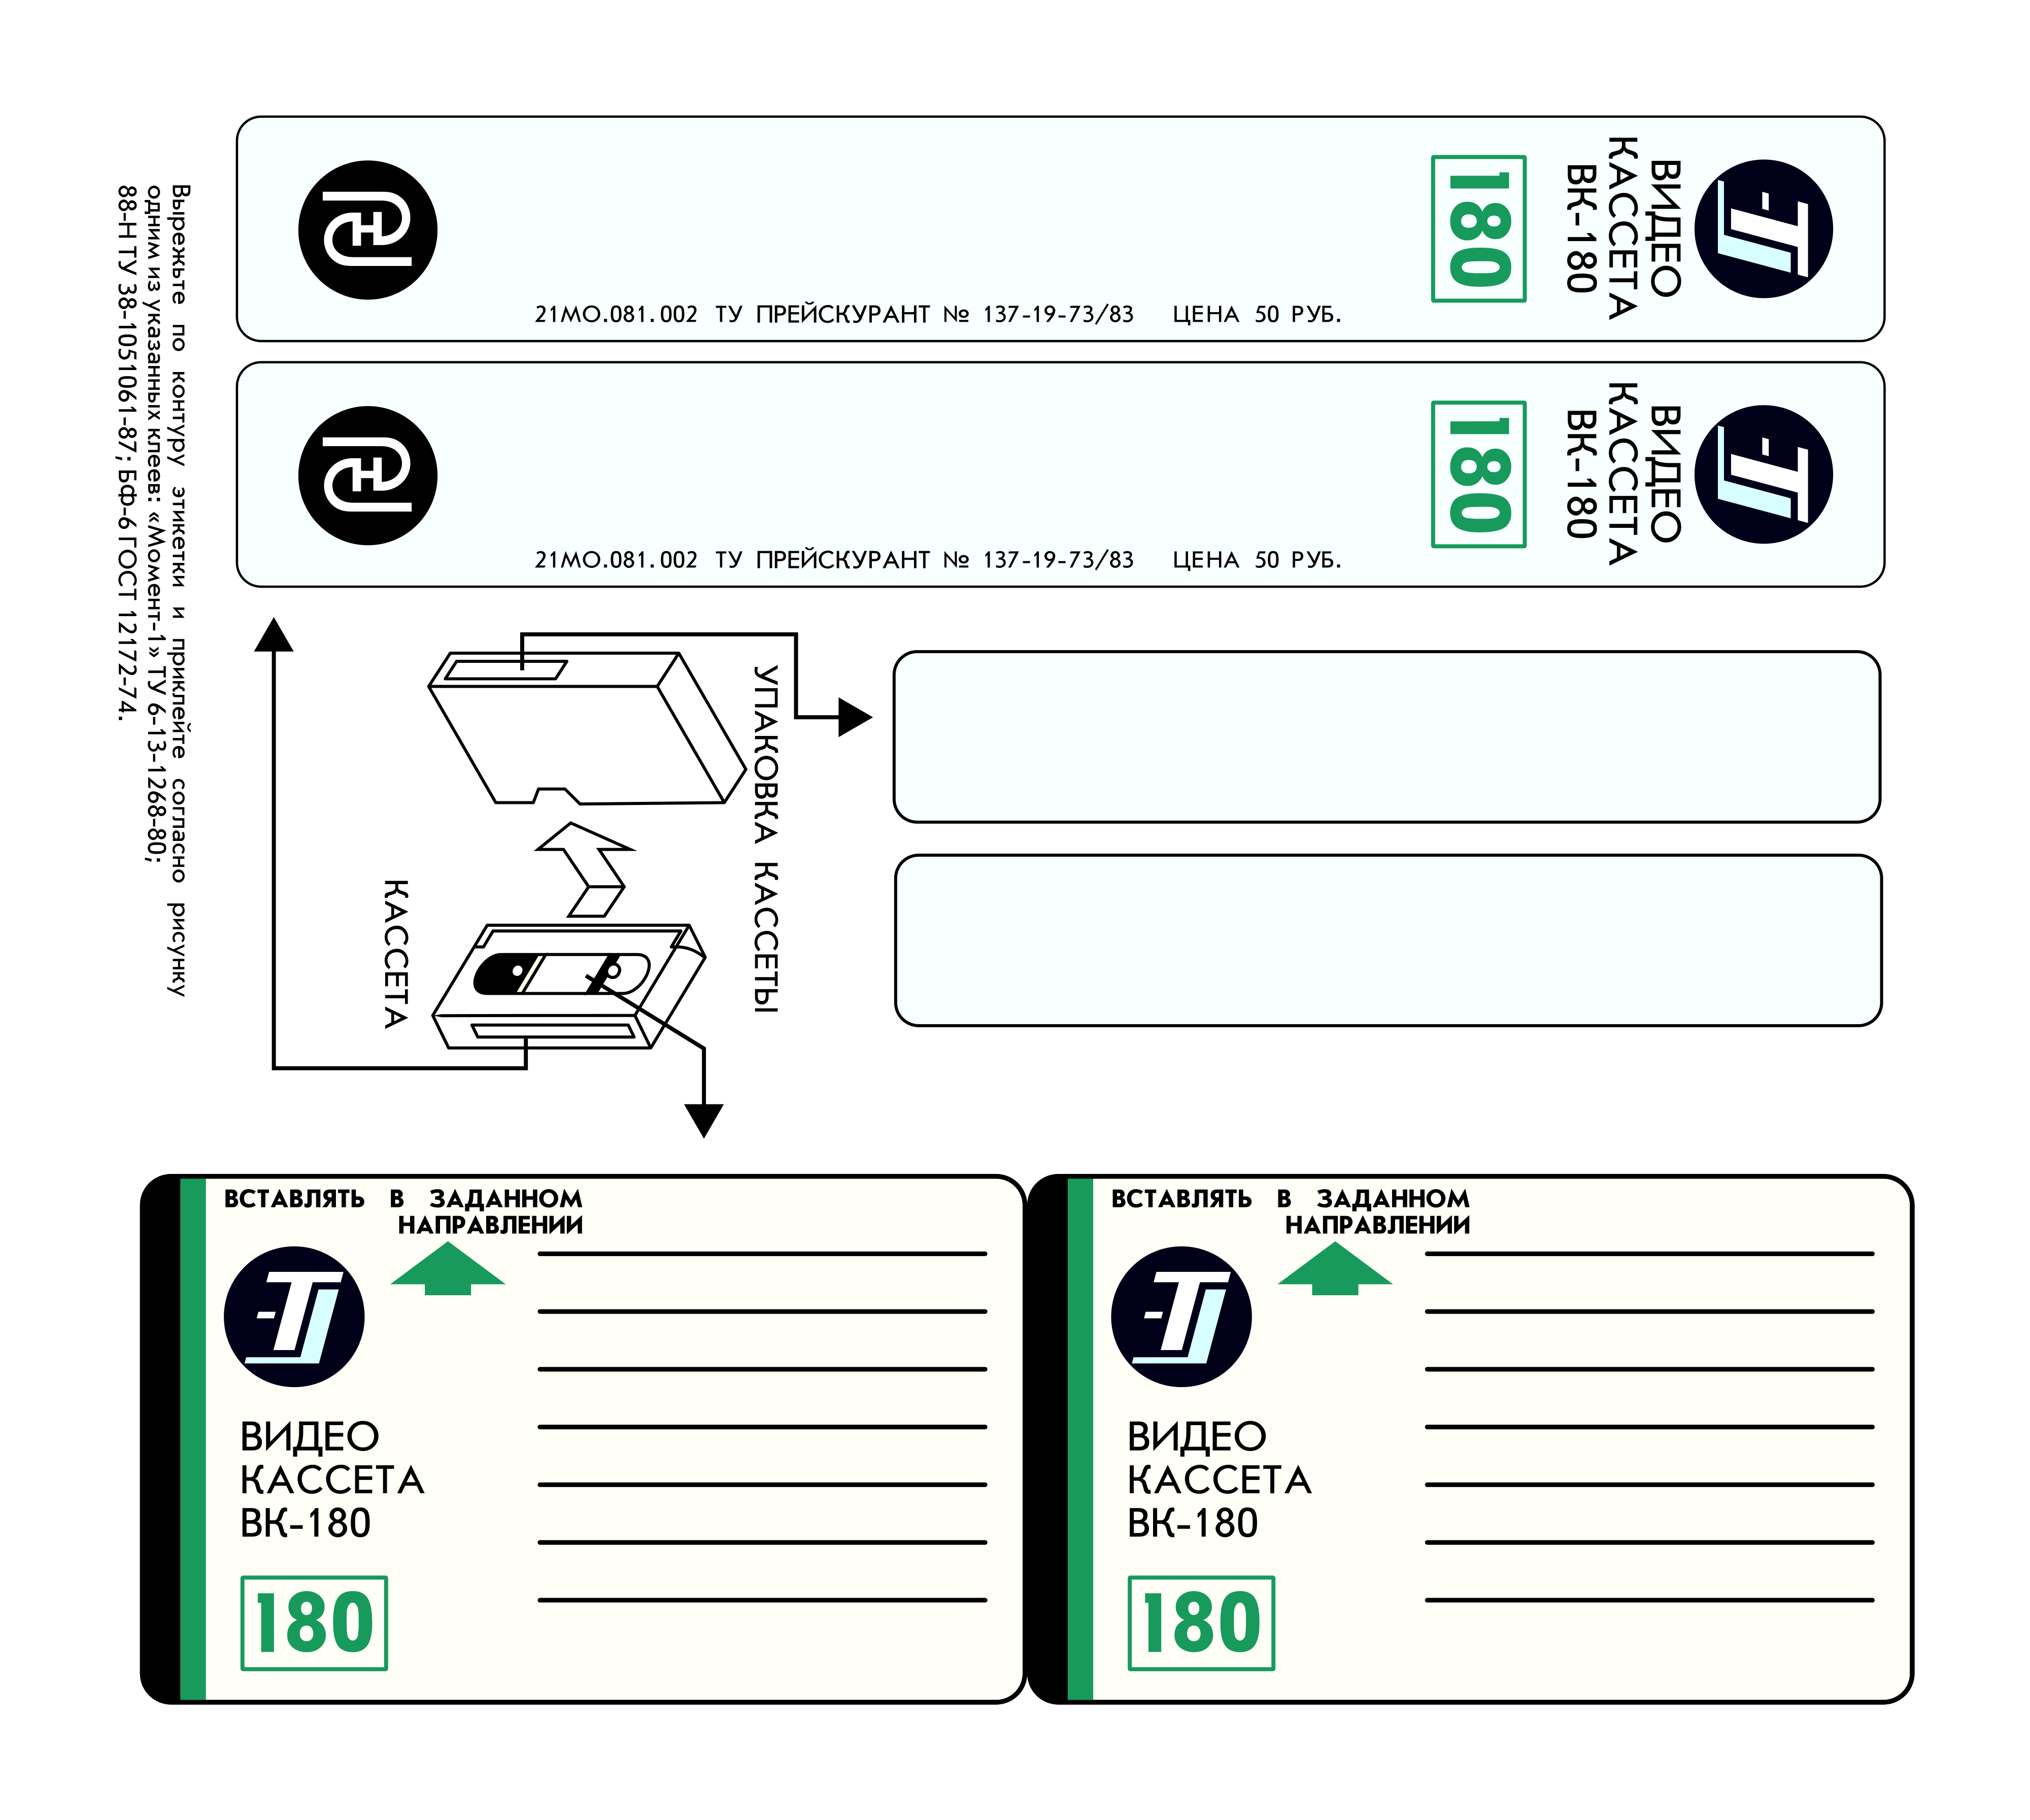 Вырежьте по контуру этикетки и приклейте согласно рисунку
одним из указанных клеев: «Момент-1» ТУ 6-13-1268-80;
88-Н ТУ 38-1051061-87; БФ-6 ГОСТ 12172-74.
ВИДЕО
КАССЕТА
ВК-180
180
21МО.081.002 ТУ ПРЕЙСКУРАНТ № 137-19-73/83 ЦЕНА 50 РУБ.
ВИДЕО
КАССЕТА
ВК-180
180
21МО.081.002 ТУ ПРЕЙСКУРАНТ № 137-19-73/83 ЦЕНА 50 РУБ.
УПАКОВКА КАССЕТЫ
КАССЕТА
ВСТАВЛЯТЬ В ЗАДАННОМ
НАПРАВЛЕНИИ
ВИДЕО
КАССЕТА
ВК-180
180
ВСТАВЛЯТЬ В ЗАДАННОМ
НАПРАВЛЕНИИ
ВИДЕО
КАССЕТА
ВК-180
180